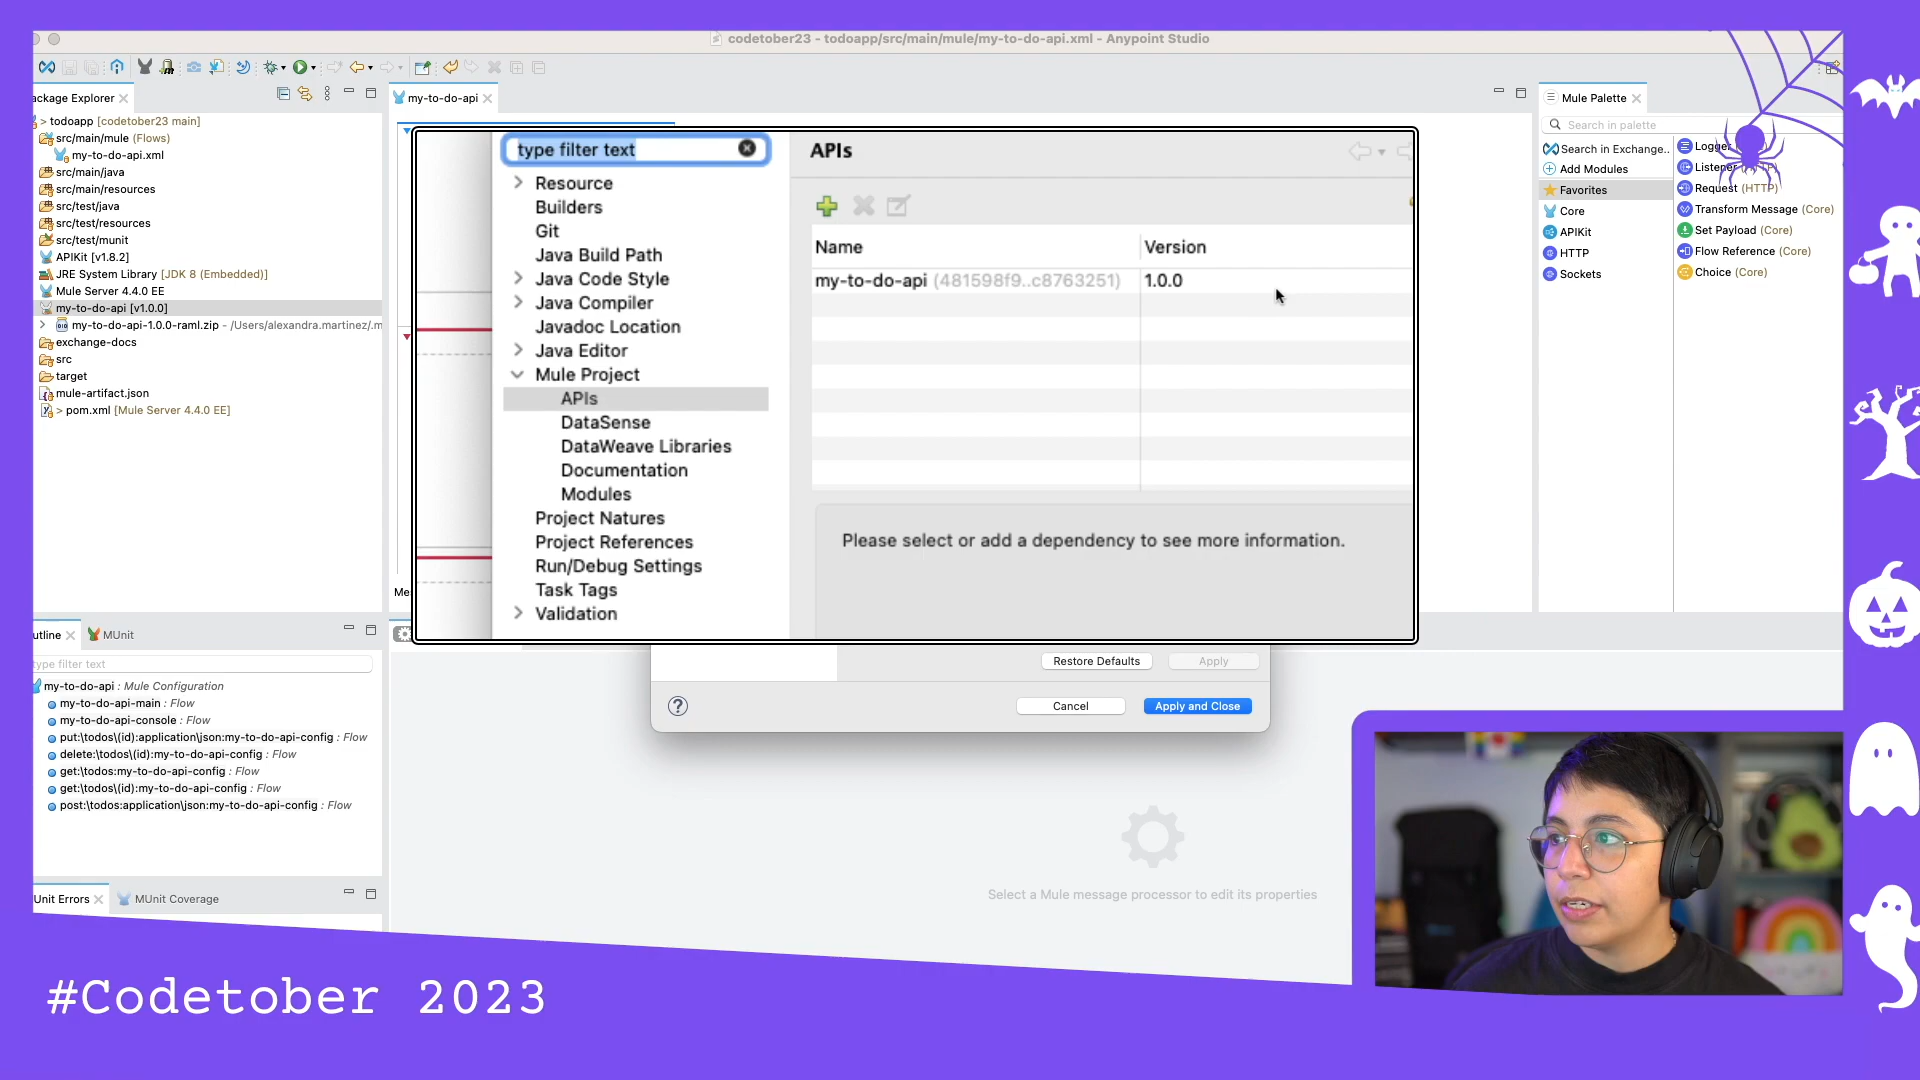 codetober23 - todoapp/src/main/mule/my-to-do-api.xml - Anypoint Studio
ackage Explorer
> todoapp [codetober23 main]
src/main/mule (Flows)
my-to-do-api.xml
src/main/java
src/main/resources
src/test/java
src/test/resources
src/test/munit
APIKit [v1.8.2]
JRE System Library [JDK 8 (Embedded)]
Mule Server 4.4.0 EE
my-to-do-api [v1.0.0]
my-to-do-api-1.0.0-raml.zip - /Users/alexandra.martinez/.m
exchange-docs
src
target
mule-artifact.json
> pom.xml [Mule Server 4.4.0 EE]
my-to-do-api
Me
type filter text
Resource
Builders
Git
Java Build Path
Java Code Style
Java Compiler
Javadoc Location
Java Editor
Mule Project
APIs
DataSense
DataWeave Libraries
Documentation
Modules
Project Natures
Project References
Run/Debug Settings
Task Tags
Validation
APIs
Name Version
my-to-do-api (481598f9..c8763251) 1.0.0
Please select or add a dependency to see more information.
Restore Defaults Apply
Cancel Apply and Close
Mule Palette
Search in palette
Search in Exchange..
Add Modules
Favorites
Core
APIKit
HTTP
Sockets
Logger
Listener (HTTP)
Request (HTTP)
Transform Message (Core)
Set Payload (Core)
Flow Reference (Core)
Choice (Core)
utline MUnit
type filter text
my-to-do-api : Mule Configuration
my-to-do-api-main : Flow
my-to-do-api-console : Flow
put:\todos\(id):application\json:my-to-do-api-config : Flow
delete:\todos\(id):my-to-do-api-config : Flow
get:\todos:my-to-do-api-config : Flow
get:\todos\(id):my-to-do-api-config : Flow
post:\todos:application\json:my-to-do-api-config : Flow
Unit Errors MUnit Coverage
Select a Mule message processor to edit its properties
#Codetober 2023